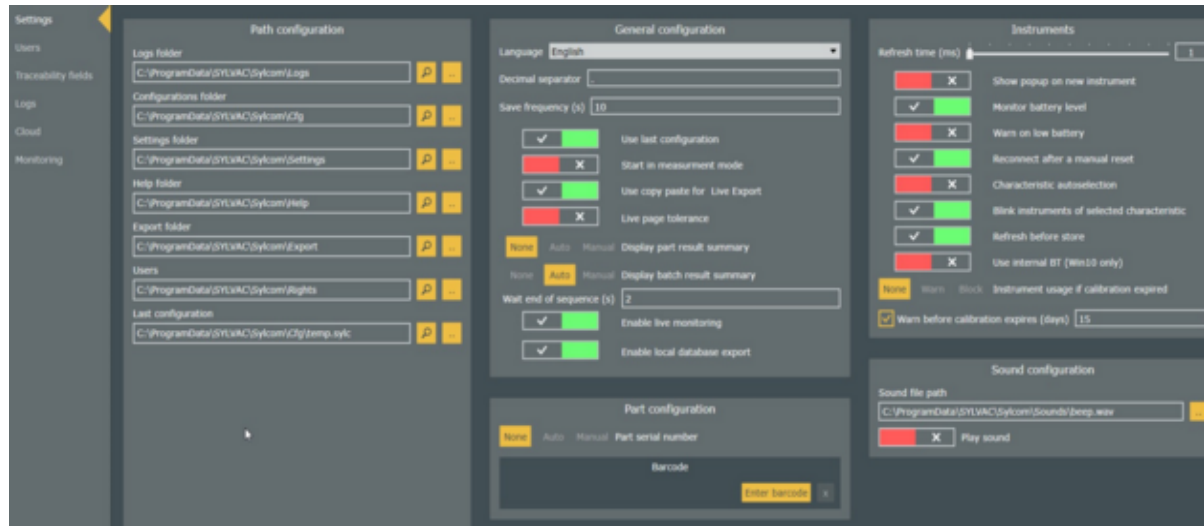 Settings
Users
Traceability fields
Logs
Cloud
Monitoring
Path configuration
Logs folder
C:\ProgramData\SYLVAC\Sylcom\Logs
..
Configurations folder
C:\ProgramData\SYLVAC\Sylcom\Cfg
..
Settings folder
C:\ProgramData\SYLVAC\Sylcom\Settings
..
Help folder
C:\ProgramData\SYLVAC\Sylcom\Help
..
Export folder
C:\ProgramData\SYLVAC\Sylcom\Export
..
Users
C:\ProgramData\SYLVAC\Sylcom\Rights
..
Last configuration
C:\ProgramData\SYLVAC\Sylcom\Cfg\temp.sylc
..
General configuration
Language English
Decimal separator .
Save frequency (s) 10
Use last configuration
Start in measurment mode
Use copy paste for Live Export
Live page tolerance
None Auto Manual Display part result summary
None Auto Manual Display batch result summary
Wait end of sequence (s) 2
Enable live monitoring
Enable local database export
Part configuration
None Auto Manual Part serial number
Barcode
Enter barcode x
Instruments
Refresh time (ms) 1
Show popup on new instrument
Monitor battery level
Warn on low battery
Reconnect after a manual reset
Characteristic autoselection
Blink instruments of selected characteristic
Refresh before store
Use internal BT (Win10 only)
None Warn Block Instrument usage if calibration expired
Warn before calibration expires (days) 15
Sound configuration
Sound file path
C:\ProgramData\SYLVAC\Sylcom\Sounds\beep.wav
..
Play sound